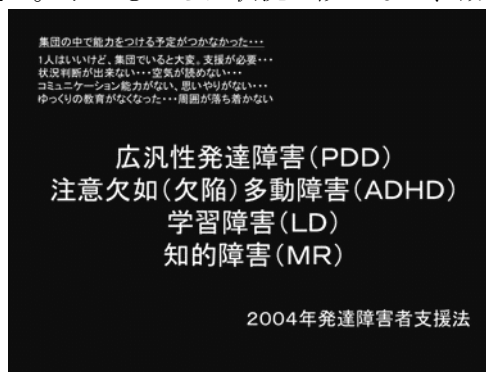 集団の中で能力をつける予定がつかなかった・・・
1人はいいけど、集団でいると大変。支援が必要・・・
状況判断が出来ない・・・空気が読めない・・・
コミュニケーション能力がない、思いやりがない・・・
ゆっくりの教育がなくなった・・・周囲が落ち着かない
広汎性発達障害（PDD）
注意欠如（欠陥）多動障害（ADHD）
学習障害（LD）
知的障害（MR）
2004年発達障害者支援法